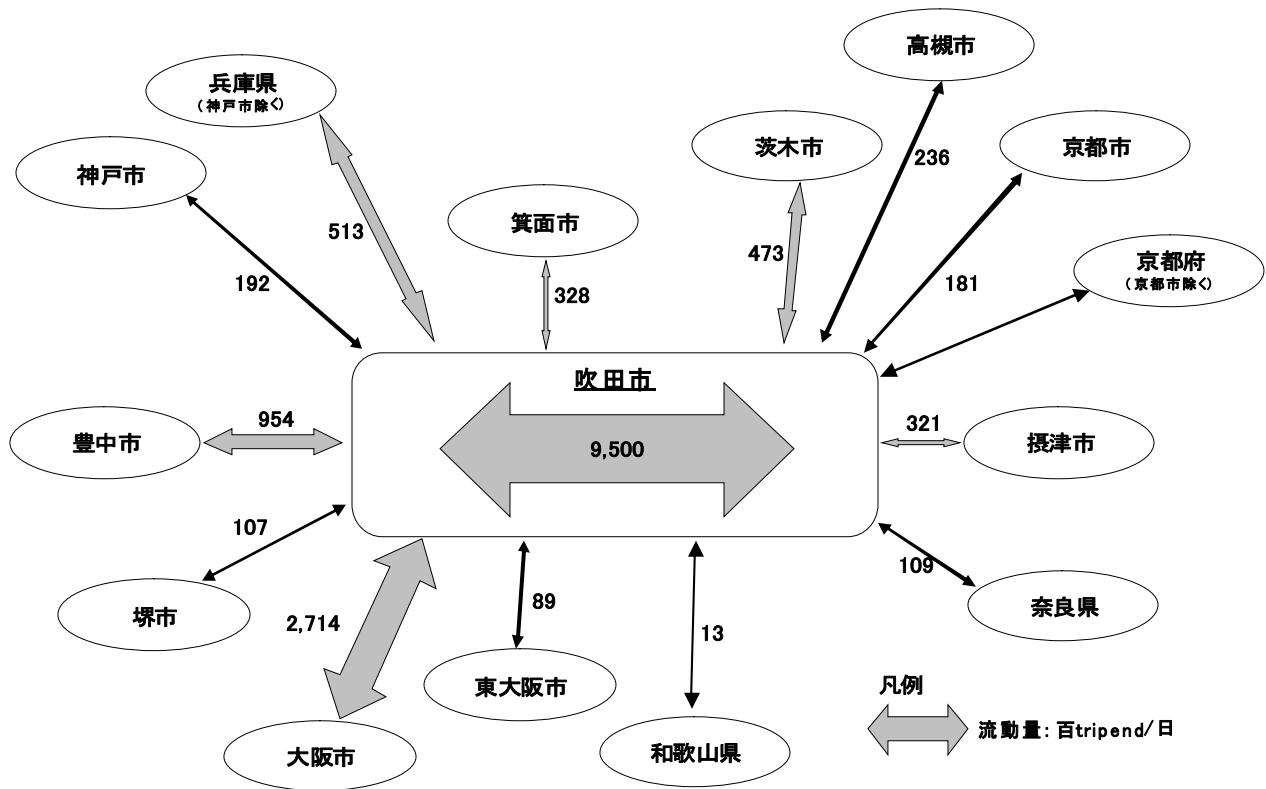 高槻市
兵庫県
(神戸市除く)
茨木市
京都市
236
神戸市
箕面市
513
473
京都府
(京都市除く)
192
328
181
吹田市
954
321
豊中市
9,500
摂津市
107
109
堺市
2,714
89
13
奈良県
東大阪市
凡例
大阪市
和歌山県
流動量:百tripend/日